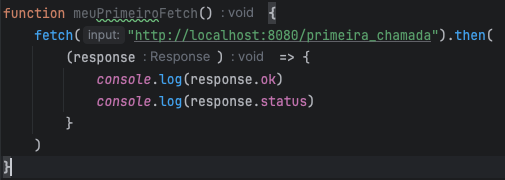 function meuPrimeiroFetch() : void {
fetch( input: "http://localhost:8080/primeira_chamada").then(
(response : Response ) : void => {
console.log(response.ok)
console.log(response.status)
}
)
}